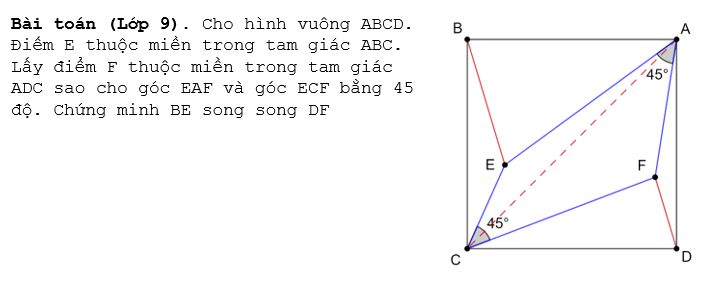 Bài toán (Lớp 9). Cho hình vuông ABCD.
Điểm E thuộc miền trong tam giác ABC.
Lấy điểm F thuộc miền trong tam giác
ADC sao cho góc EAF và góc ECF bằng 45
độ. Chứng minh BE song song DF
B
A
45°
E
F
45°
C
D